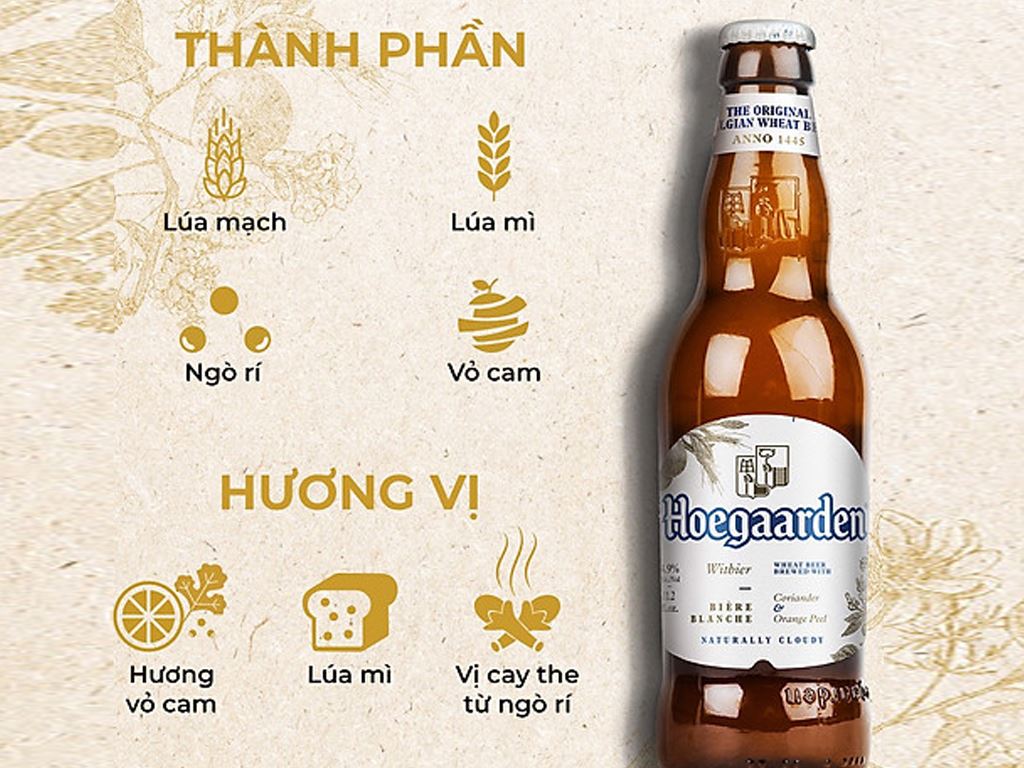 THÀNH PHẦN
Lúa mạch
Lúa mì
Ngò rí
Vỏ cam
HƯƠNG VỊ
Hương
vỏ cam
Lúa mì
Vị cay the
từ ngò rí
THE ORIGINAL
WHEAT
ANNO 1445
Hoegaarden
Witbier
WHEAT BEER
BREWED WITH
BIÈRE
BLANCHE
Coriander
&
Orange Peel
NATURALLY CLOUDY